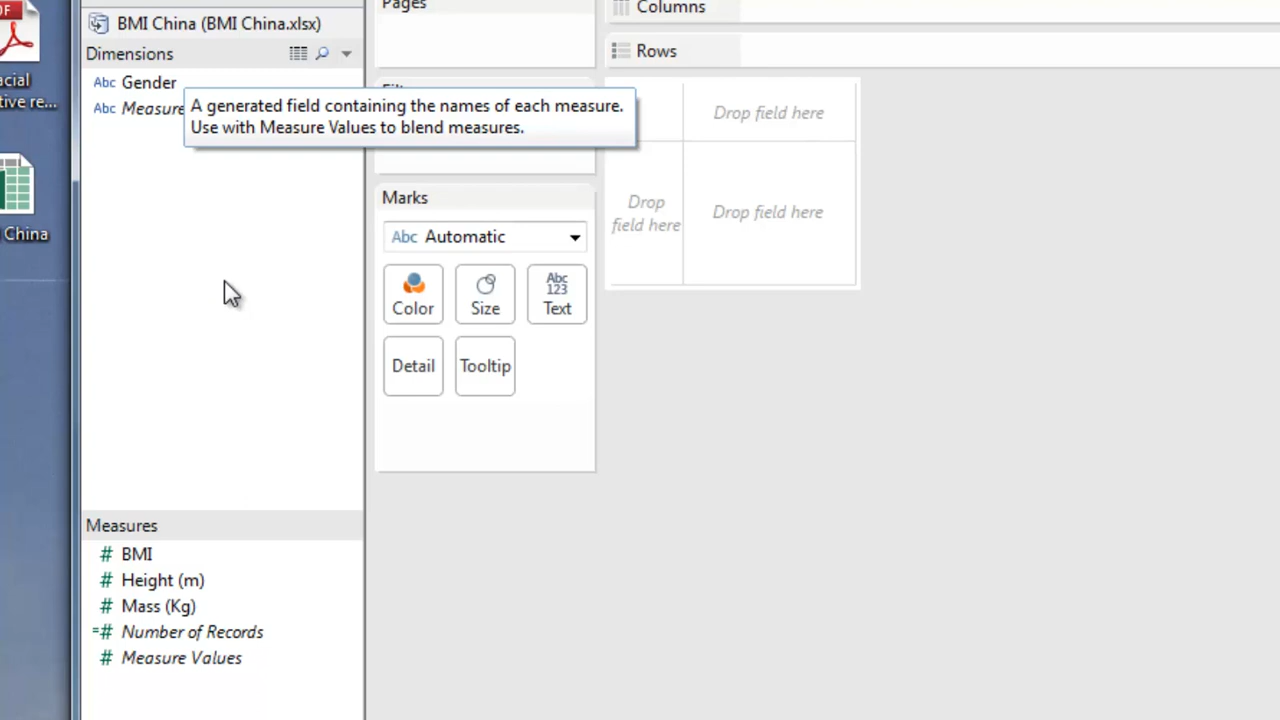 DF
acial
tive re...
China
BMI China (BMI China.xlsx)
Dimensions
Abc Gender
Abc Measure
A generated field containing the names of each measure.
Use with Measure Values to blend measures.
Measures
# BMI
# Height (m)
# Mass (Kg)
=# Number of Records
# Measure Values
Pages
Marks
Abc Automatic
Color
Size
Abc
123
Text
Detail
Tooltip
Columns
Rows
Drop field here
Drop
field here
Drop field here